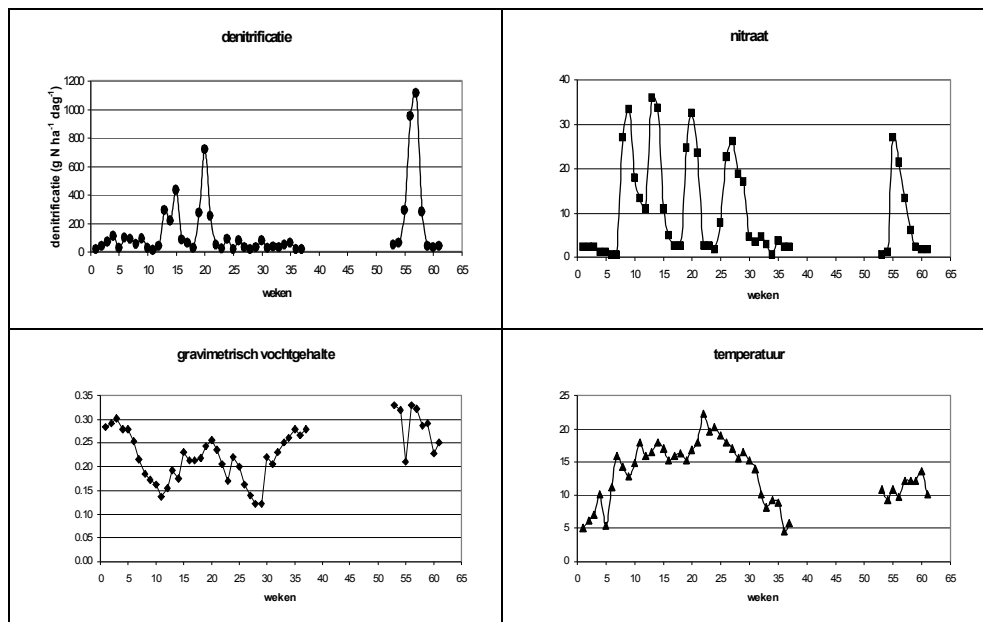 denitrificatie
denitrificatie (g N ha⁻¹ dag⁻¹)
1200
1000
800
600
400
200
0
0 5 10 15 20 25 30 35 40 45 50 55 60 65
weken
nitraat
40
30
20
10
0
0 5 10 15 20 25 30 35 40 45 50 55 60 65
weken
gravimetrisch vochtgehalte
0.35
0.30
0.25
0.20
0.15
0.10
0.05
0.00
0 5 10 15 20 25 30 35 40 45 50 55 60 65
weken
temperatuur
25
20
15
10
5
0
0 5 10 15 20 25 30 35 40 45 50 55 60 65
weken